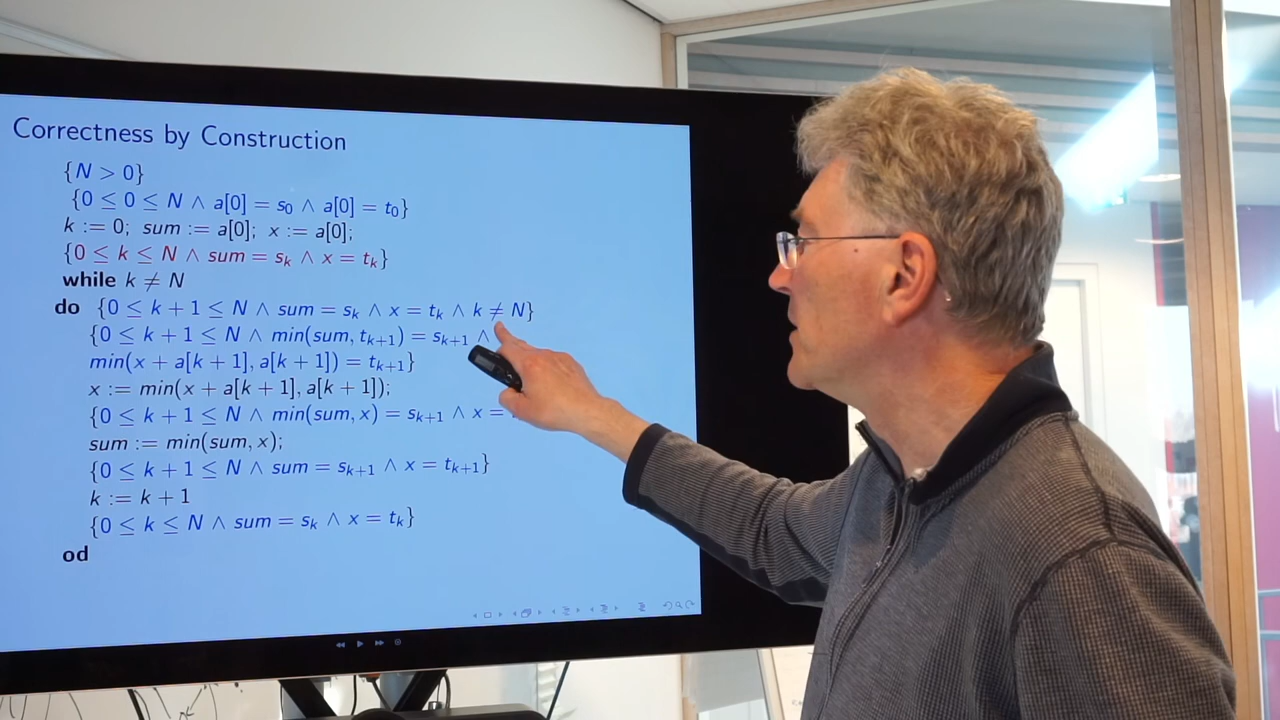 Correctness by Construction
{N > 0}
{0 ≤ 0 ≤ N ∧ a[0] = s₀ ∧ a[0] = t₀}
k := 0; sum := a[0]; x := a[0];
{0 ≤ k ≤ N ∧ sum = sₖ ∧ x = tₖ}
while k ≠ N
do {0 ≤ k + 1 ≤ N ∧ sum = sₖ ∧ x = tₖ ∧ k ≠ N}
{0 ≤ k + 1 ≤ N ∧ min(sum, tₖ₊₁) = sₖ₊₁ ∧
min(x + a[k + 1], a[k + 1]) = tₖ₊₁}
x := min(x + a[k + 1], a[k + 1]);
{0 ≤ k + 1 ≤ N ∧ min(sum, x) = sₖ₊₁ ∧ x =
sum := min(sum, x);
{0 ≤ k + 1 ≤ N ∧ sum = sₖ₊₁ ∧ x = tₖ₊₁}
k := k + 1
{0 ≤ k ≤ N ∧ sum = sₖ ∧ x = tₖ}
od